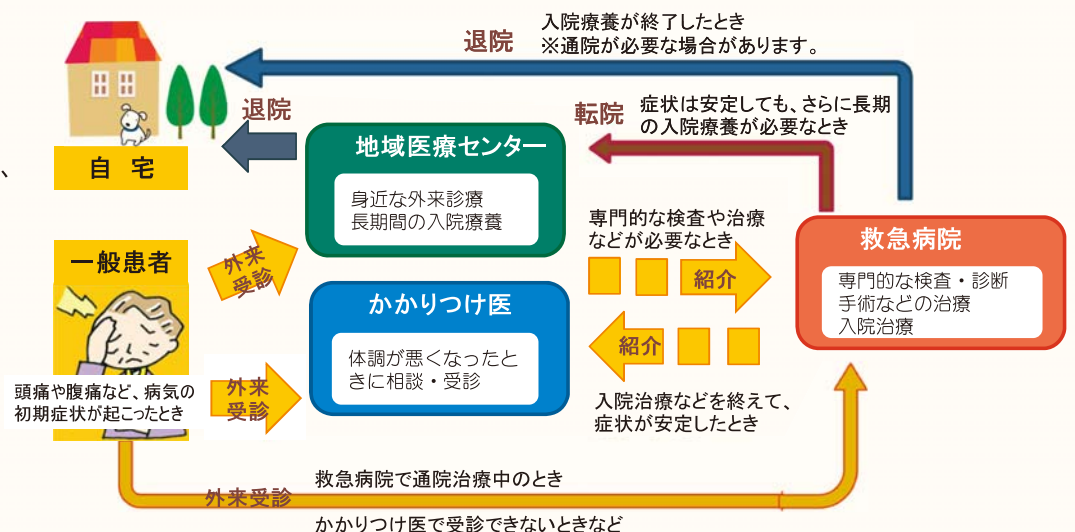 入院療養が終了したとき
退院
※通院が必要な場合があります。
退院
転院
症状は安定しても、さらに長期
の入院療養が必要なとき
自 宅
、
地域医療センター
身近な外来診療
長期間の入院療養
専門的な検査や治療
などが必要なとき
紹介
救急病院
専門的な検査・診断
手術などの治療
入院治療
一般患者
外来
受診
かかりつけ医
体調が悪くなったと
きに相談・受診
紹介
入院治療などを終えて、
症状が安定したとき
頭痛や腹痛など、病気の
初期症状が起こったとき
外来
受診
救急病院で通院治療中のとき
外来受診
かかりつけ医で受診できないときなど